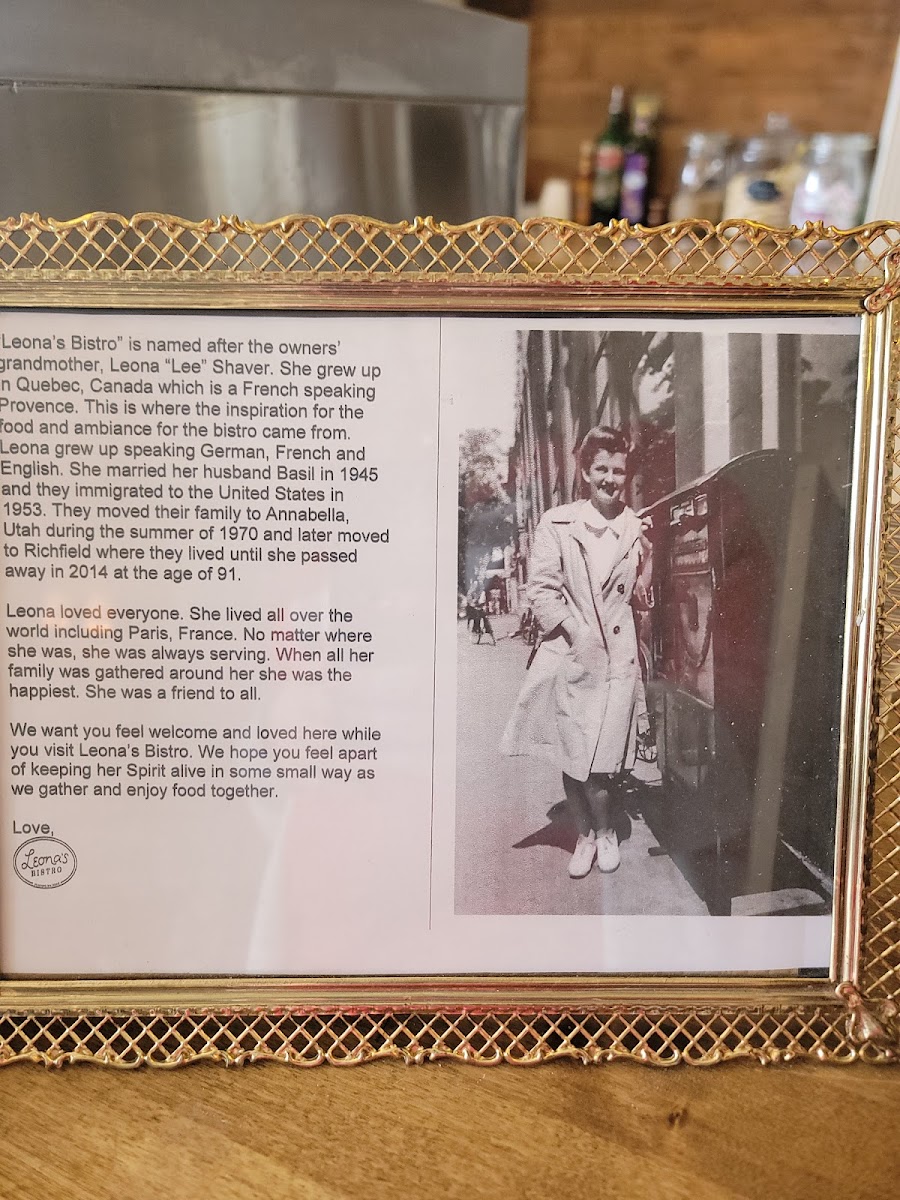 Leona's Bistro" is named after the owners'
grandmother, Leona "Lee" Shaver. She grew up
n Quebec, Canada which is a French speaking
Provence. This is where the inspiration for the
food and ambiance for the bistro came from.
Leona grew up speaking German, French and
English. She married her husband Basil in 1945
and they immigrated to the United States in
1953. They moved their family to Annabella,
Utah during the summer of 1970 and later moved
to Richfield where they lived until she passed
away in 2014 at the age of 91.
Leona loved everyone. She lived all over the
world including Paris, France. No matter where
she was, she was always serving. When all her
family was gathered around her she was the
happiest. She was a friend to all.
We want you feel welcome and loved here while
you visit Leona's Bistro. We hope you feel apart
of keeping her Spirit alive in some small way as
we gather and enjoy food together.
Love,
Leona's
BISTRO